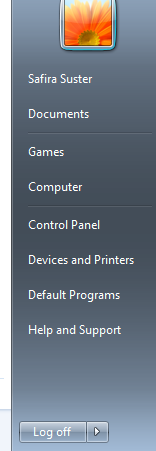 Safira Suster
Documents
Games
Computer
Control Panel
Devices and Printers
Default Programs
Help and Support
Log off